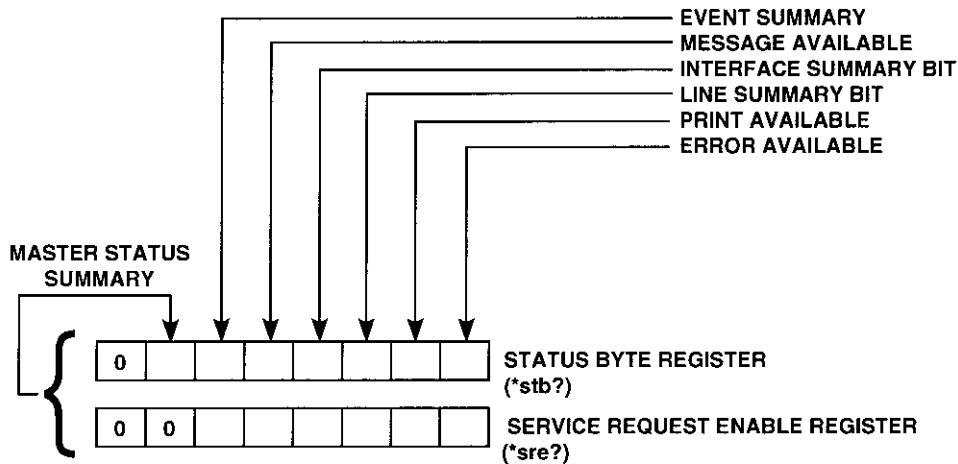 EVENT SUMMARY
MESSAGE AVAILABLE
INTERFACE SUMMARY BIT
LINE SUMMARY BIT
PRINT AVAILABLE
ERROR AVAILABLE
MASTER STATUS
SUMMARY
0
STATUS BYTE REGISTER
(*stb?)
0 0
SERVICE REQUEST ENABLE REGISTER
(*sre?)